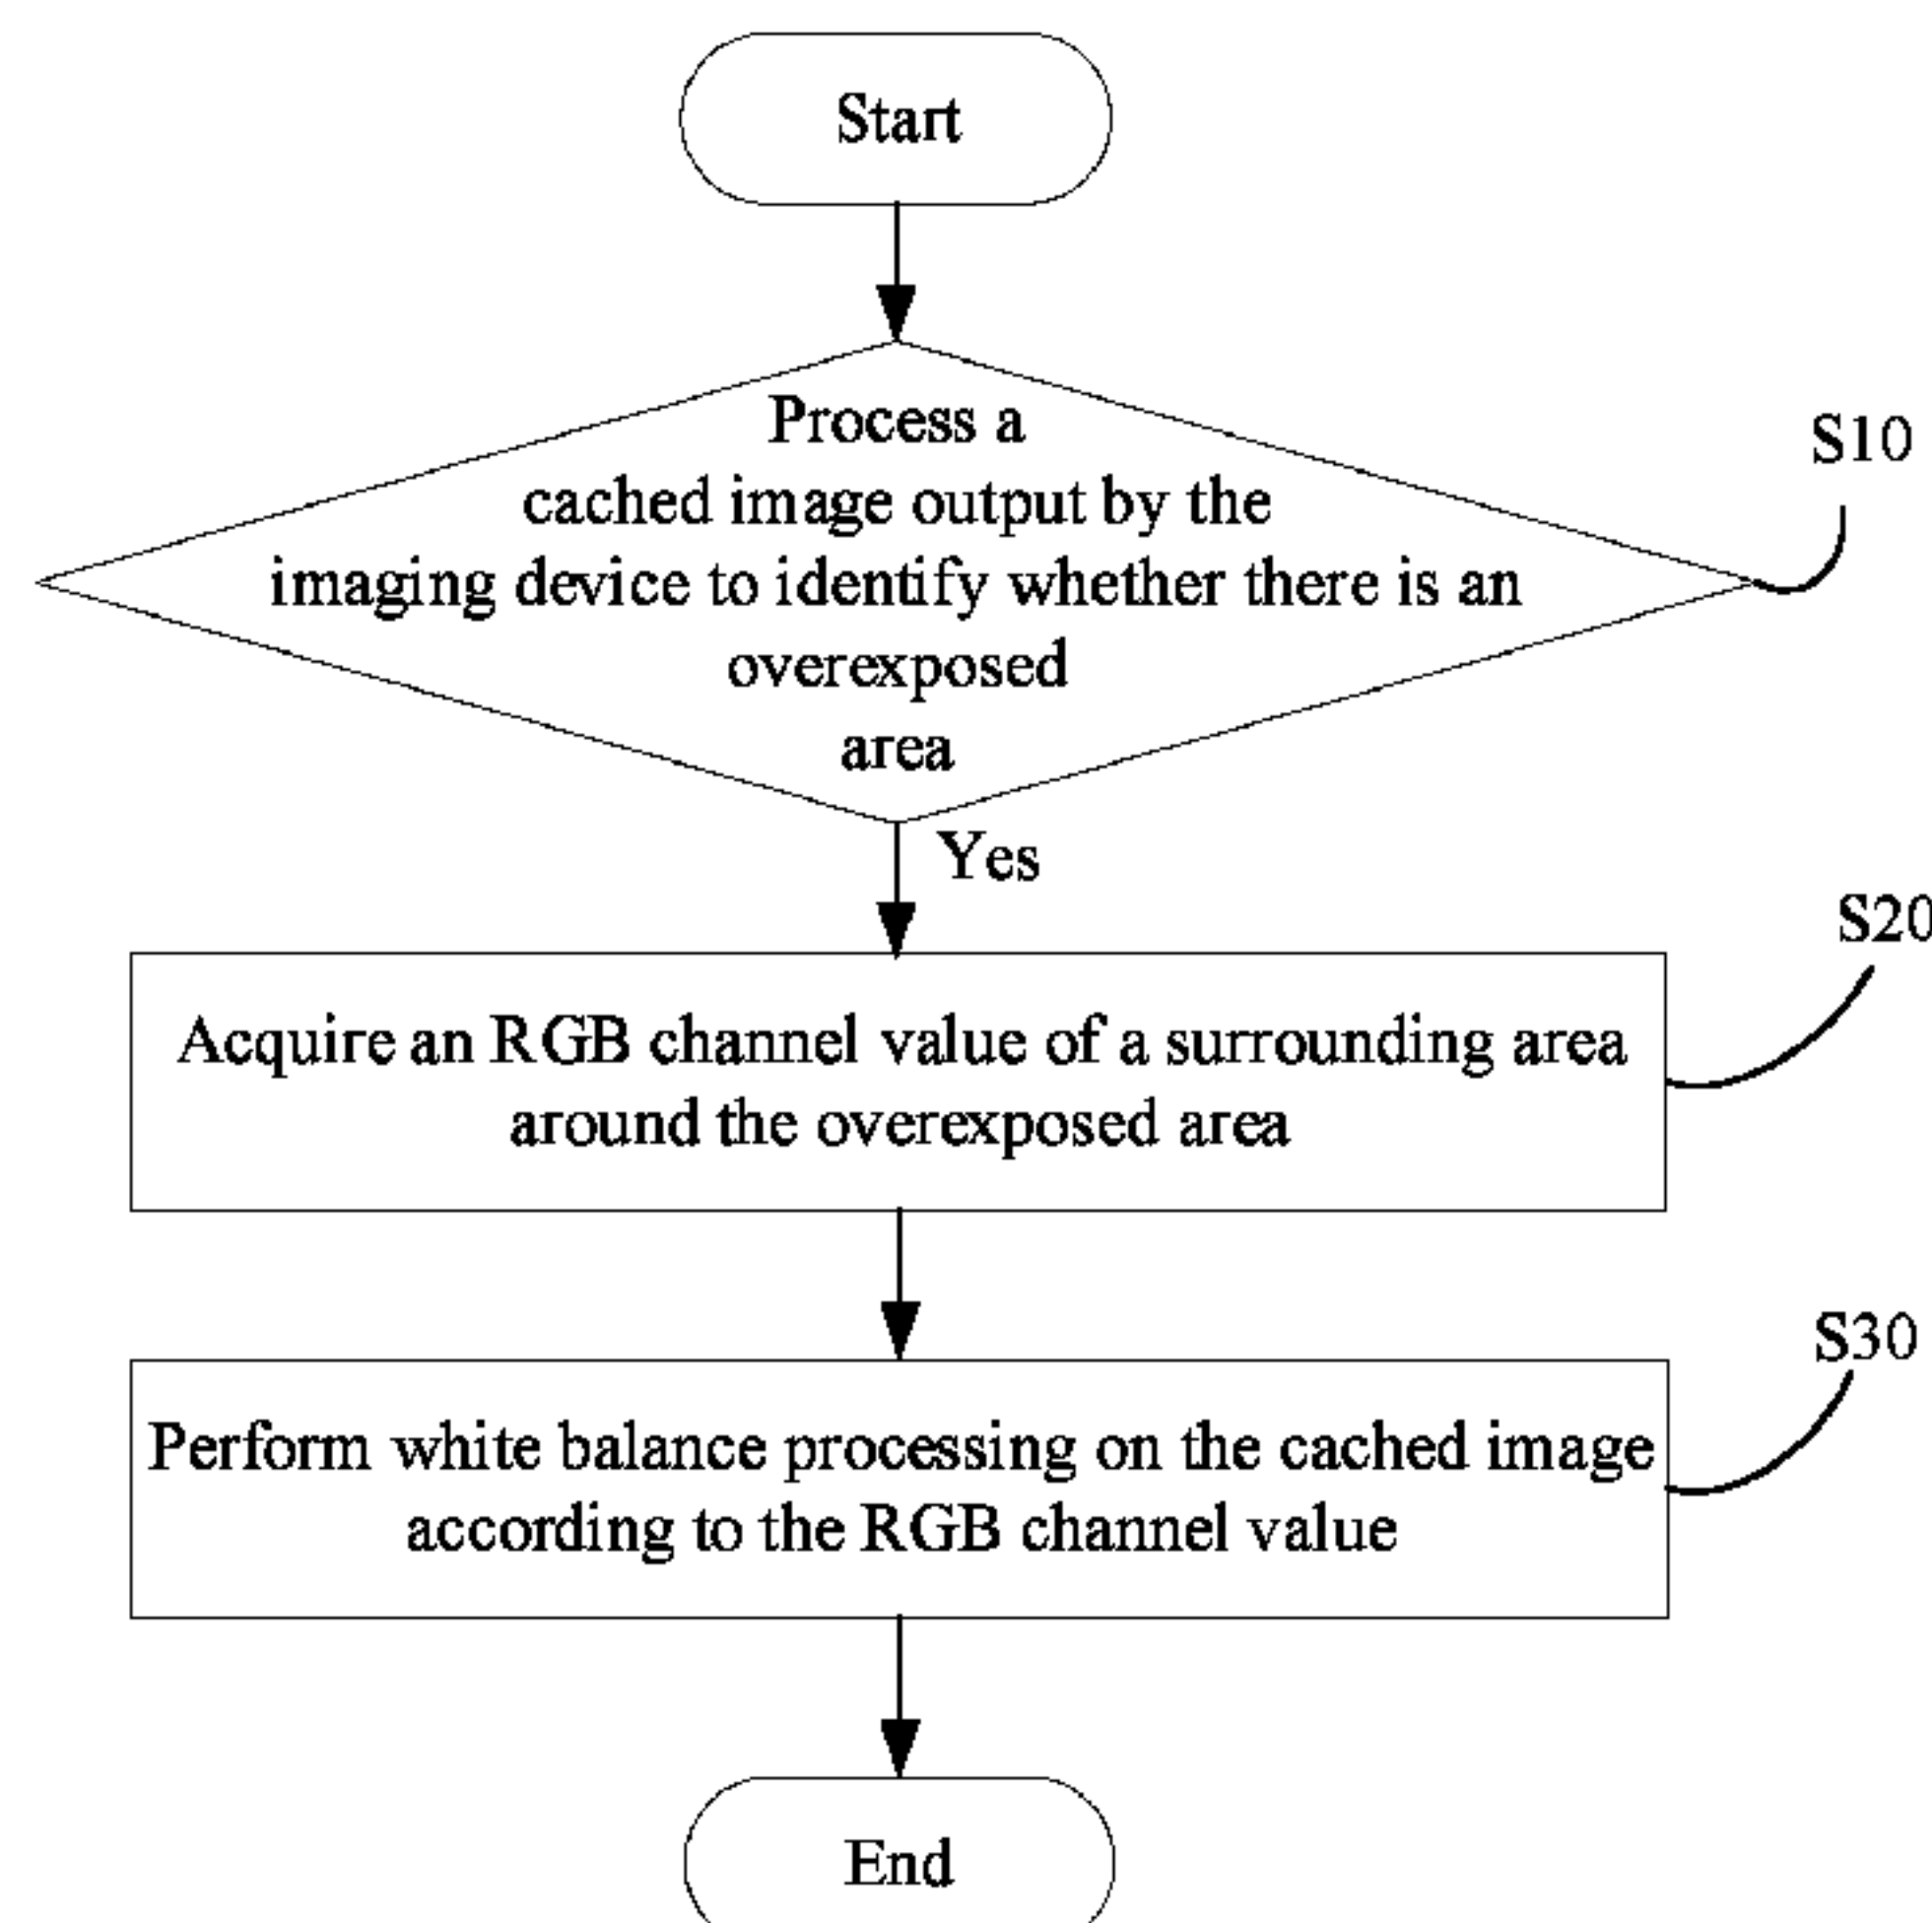 Start
Process a
cached image output by the
imaging device to identify whether there is an
overexposed
area
S10
Yes
S20
Acquire an RGB channel value of a surrounding area
around the overexposed area
S30
Perform white balance processing on the cached image
according to the RGB channel value
End